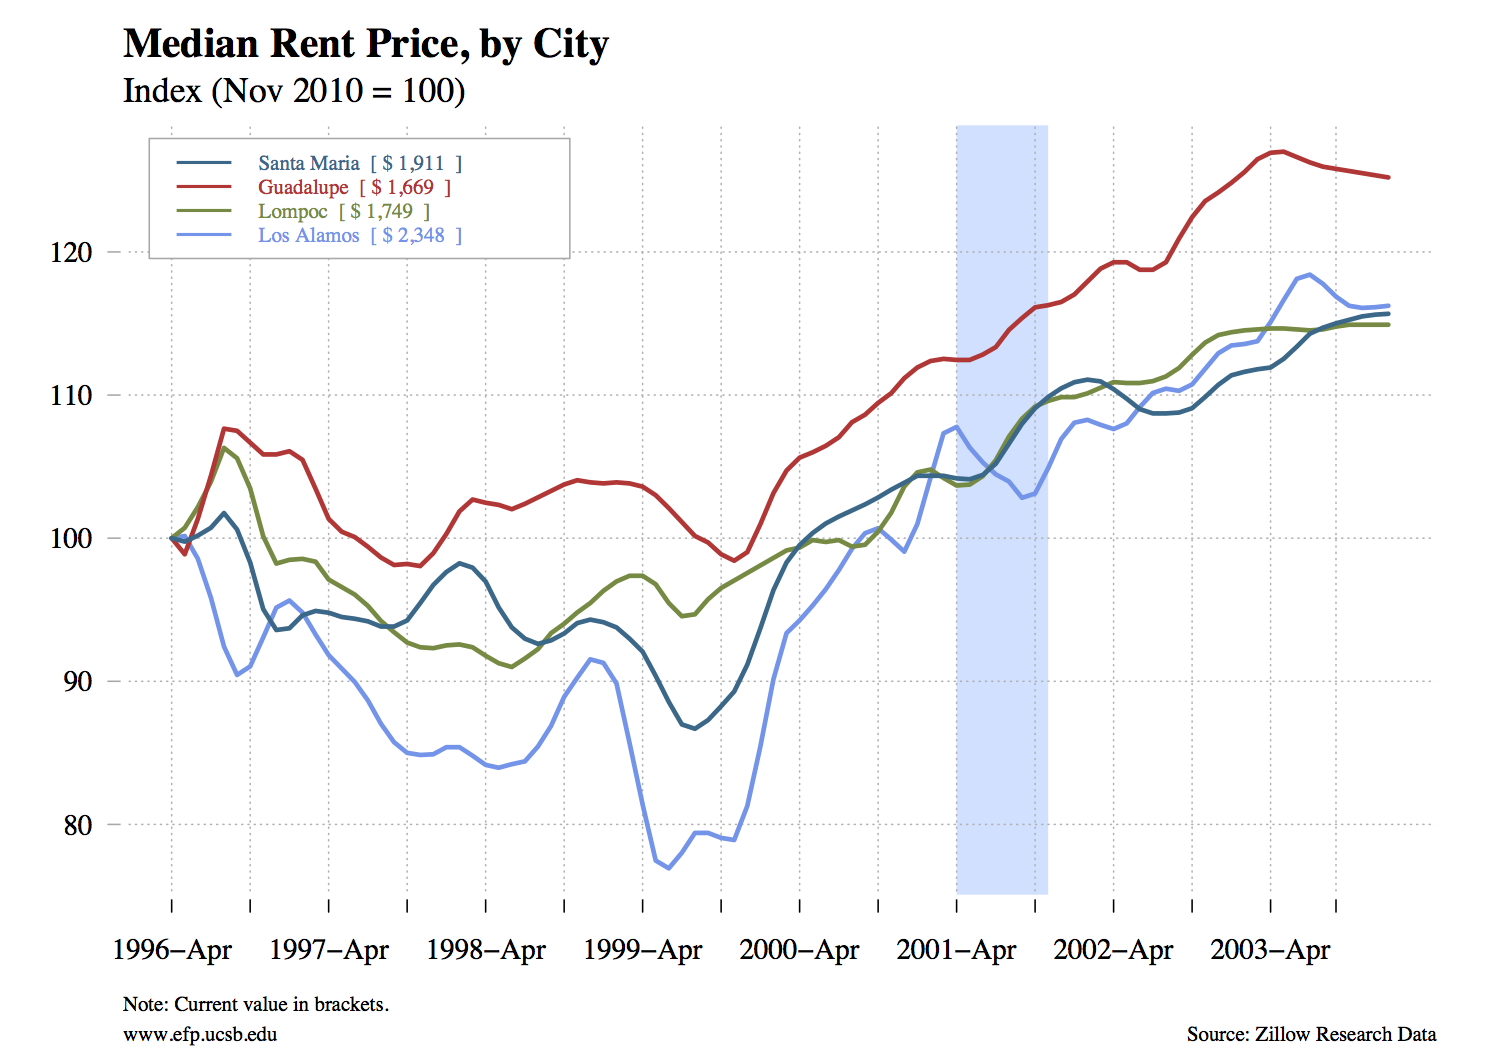 Median Rent Price, by City
Index (Nov 2010 = 100)
Santa Maria [ $ 1,911 ]
Guadalupe [ $ 1,669 ]
Lompoc [ $ 1,749 ]
Los Alamos [ $ 2,348 ]
120
110
100
90
80
1996–Apr 1997–Apr 1998–Apr 1999–Apr 2000–Apr 2001–Apr 2002–Apr 2003–Apr
Note: Current value in brackets.
www.efp.ucsb.edu
Source: Zillow Research Data